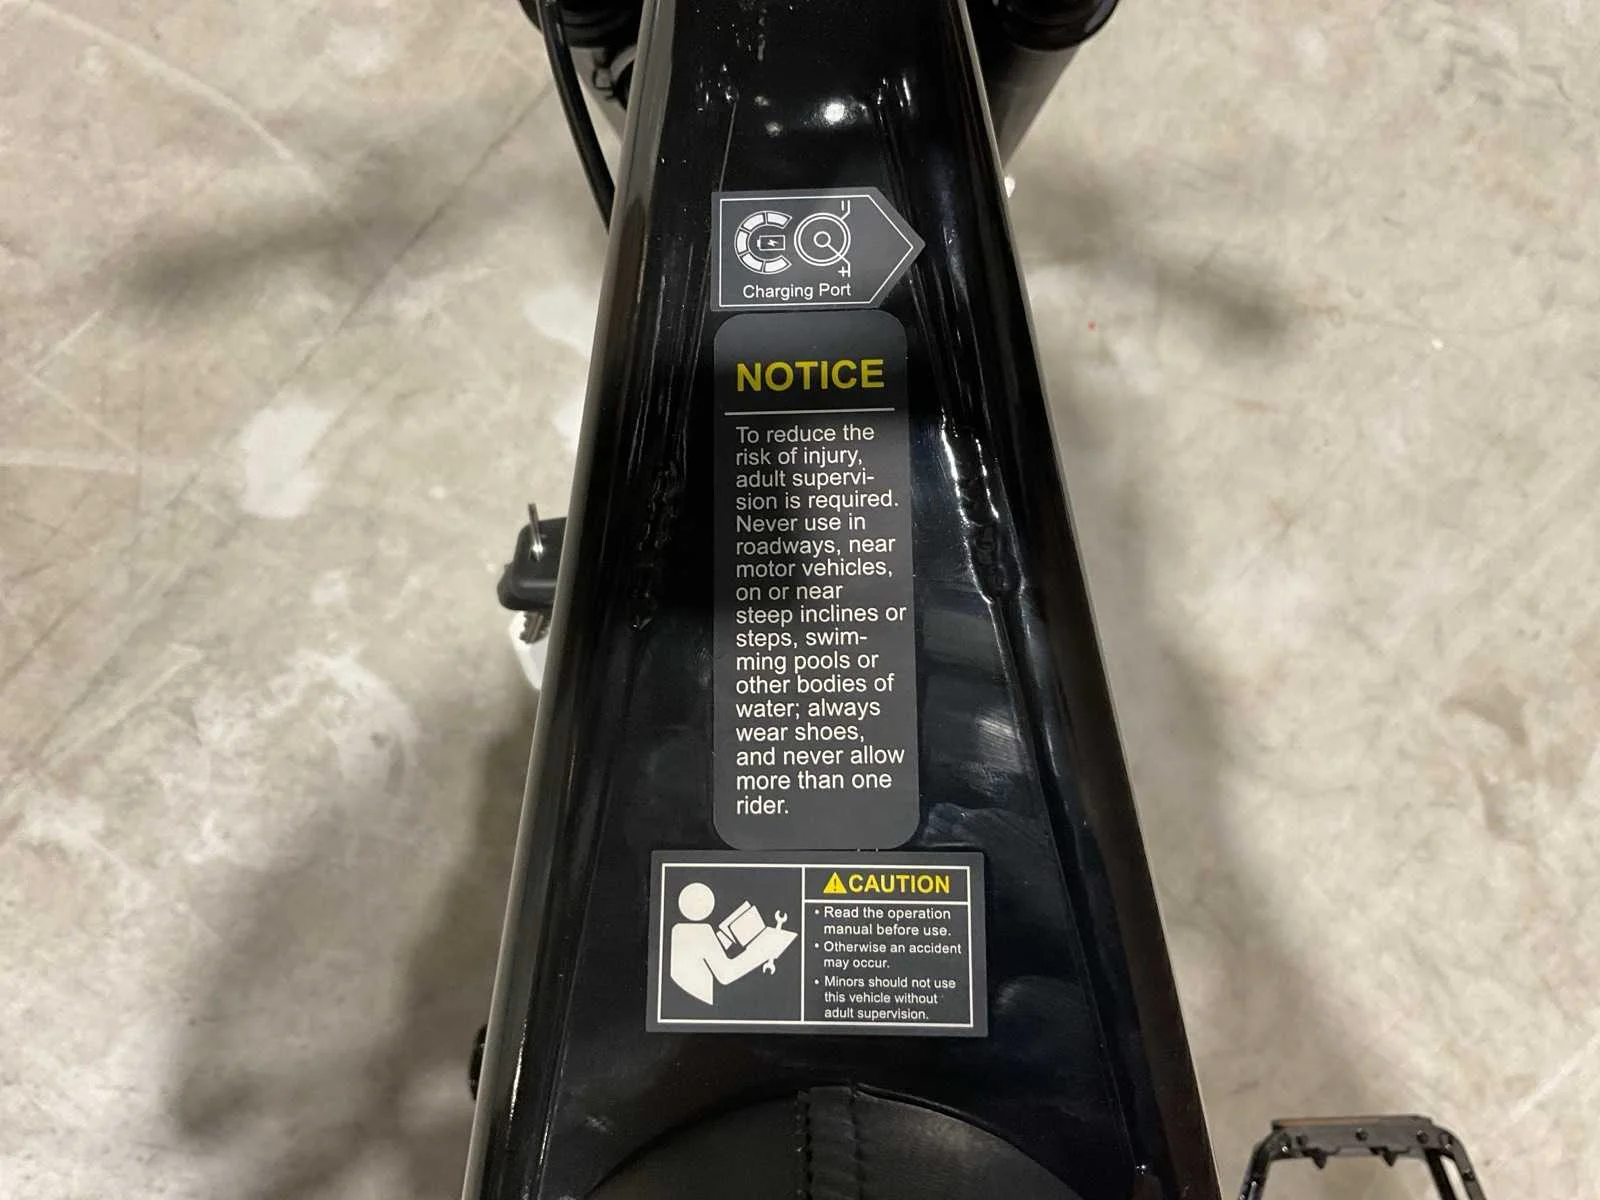 Charging Port
NOTICE
To reduce the
risk of injury,
adult supervi-
sion is required.
Never use in
roadways, near
motor vehicles,
on or near
steep inclines or
steps, swim-
ming pools or
other bodies of
water; always
wear shoes,
and never allow
more than one
rider.
CAUTION
• Read the operation
manual before use.
• Otherwise an accident
may occur.
• Minors should not use
this vehicle without
adult supervision.